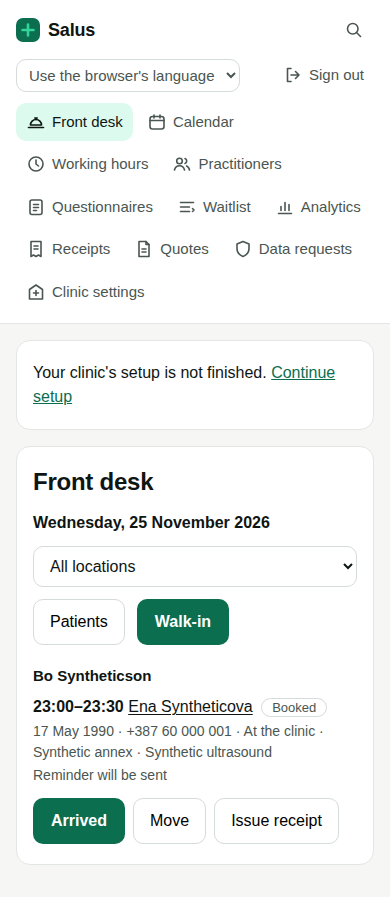 Salus
Use the browser's language
Sign out
Front desk
Calendar
Working hours
Practitioners
Questionnaires
Waitlist
Analytics
Receipts
Quotes
Data requests
Clinic settings
Your clinic's setup is not finished. Continue
setup
Front desk
Wednesday, 25 November 2026
All locations
Patients
Walk-in
Bo Syntheticson
23:00–23:30 Ena Syntheticova Booked
17 May 1990 · +387 60 000 001 · At the clinic ·
Synthetic annex · Synthetic ultrasound
Reminder will be sent
Arrived
Move
Issue receipt